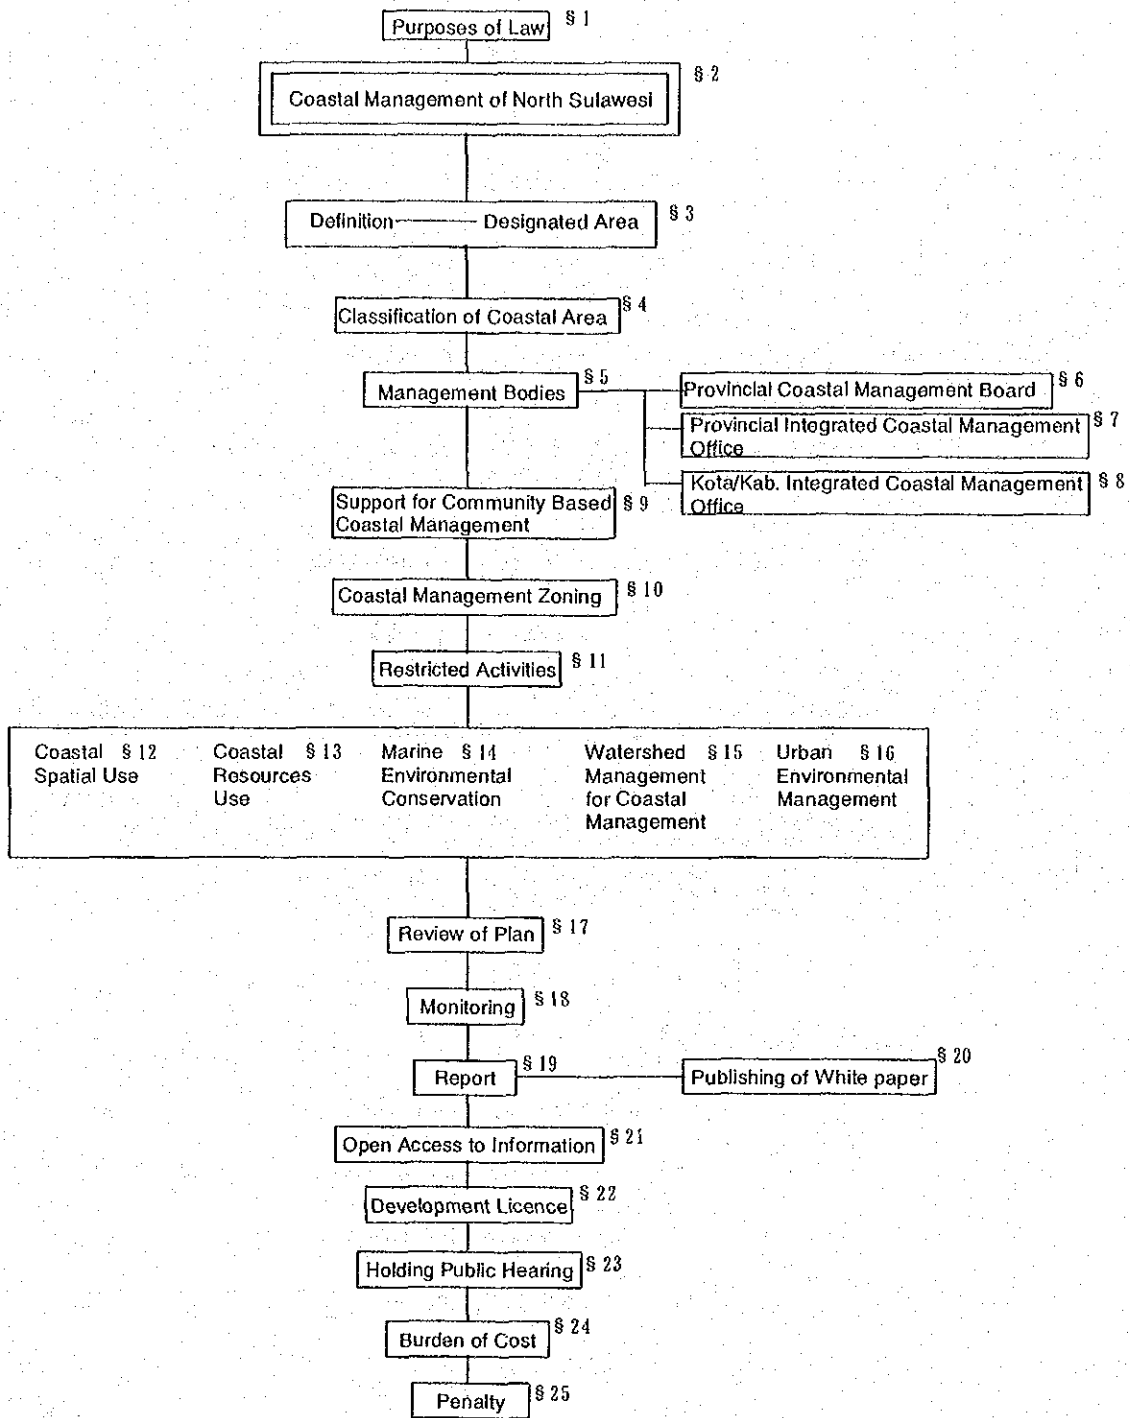 Purposes of Law § 1
Coastal Management of North Sulawesi § 2
Definition Designated Area § 3
Classification of Coastal Area § 4
Management Bodies § 5
Provincial Coastal Management Board § 6
Provincial Integrated Coastal Management § 7
Office
Kota/Kab. Integrated Coastal Management § 8
Office
Support for Community Based § 9
Coastal Management
Coastal Management Zoning § 10
Restricted Activities § 11
Coastal § 12
Spatial Use
Coastal § 13
Resources
Use
Marine § 14
Environmental
Conservation
Watershed § 15
Management
for Coastal
Management
Urban § 16
Environmental
Management
Review of Plan § 17
Monitoring § 18
Report § 19
Publishing of White paper § 20
Open Access to Information § 21
Development Licence § 22
Holding Public Hearing § 23
Burden of Cost § 24
Penalty § 25